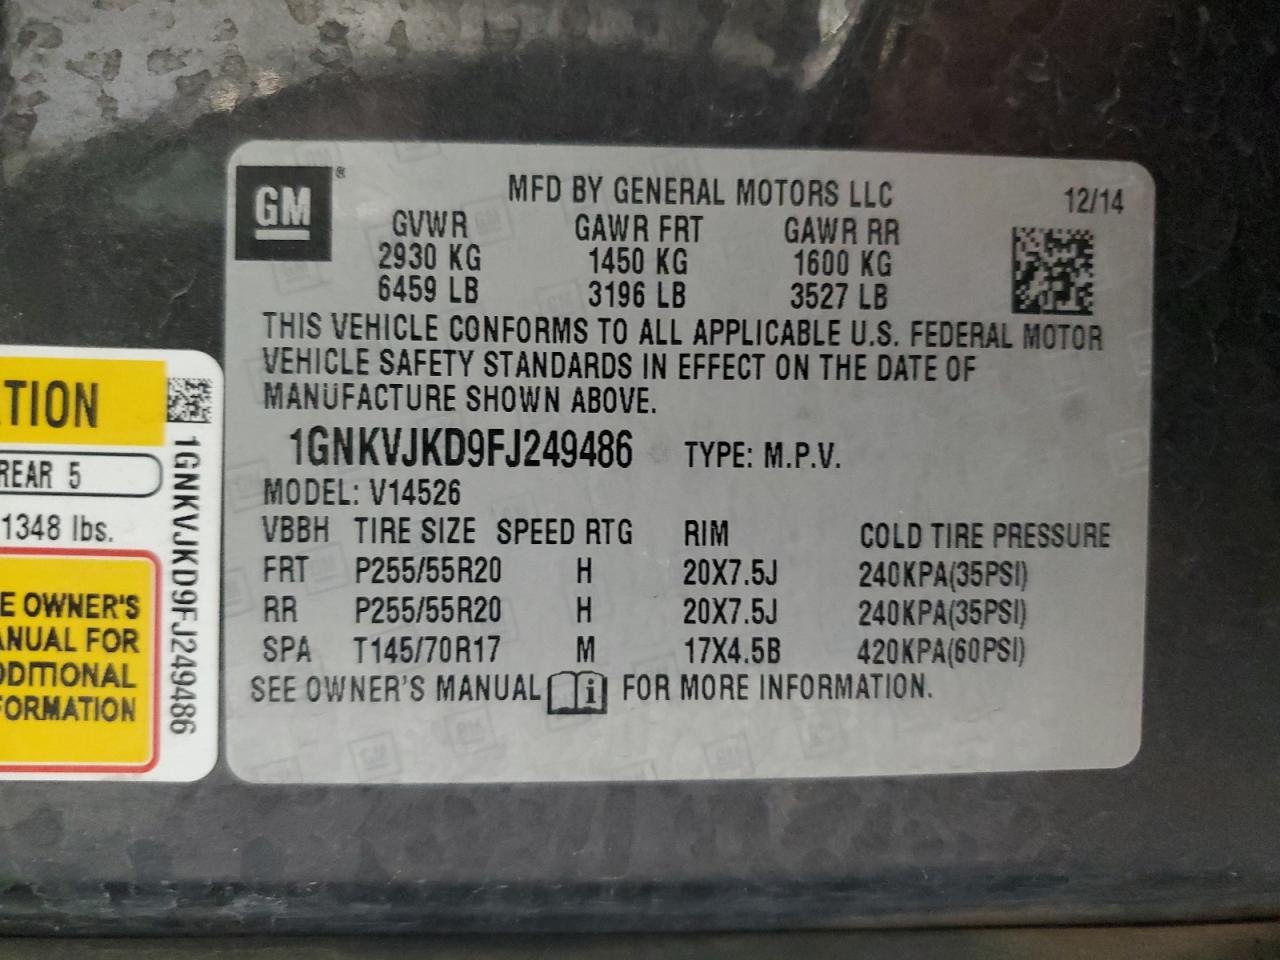 GM ®
MFD BY GENERAL MOTORS LLC 12/14
GVWR GAWR FRT GAWR RR
2930 KG 1450 KG 1600 KG
6459 LB 3196 LB 3527 LB
THIS VEHICLE CONFORMS TO ALL APPLICABLE U.S. FEDERAL MOTOR
VEHICLE SAFETY STANDARDS IN EFFECT ON THE DATE OF
MANUFACTURE SHOWN ABOVE.
1GNKVJKD9FJ249486 TYPE: M.P.V.
MODEL: V14526
VBBH TIRE SIZE SPEED RTG RIM COLD TIRE PRESSURE
FRT P255/55R20 H 20X7.5J 240KPA(35PSI)
RR P255/55R20 H 20X7.5J 240KPA(35PSI)
SPA T145/70R17 M 17X4.5B 420KPA(60PSI)
SEE OWNER'S MANUAL i FOR MORE INFORMATION.
TION
REAR 5
1348 lbs.
E OWNER'S
ANUAL FOR
DDITIONAL
FORMATION
1GNKVJKD9FJ249486